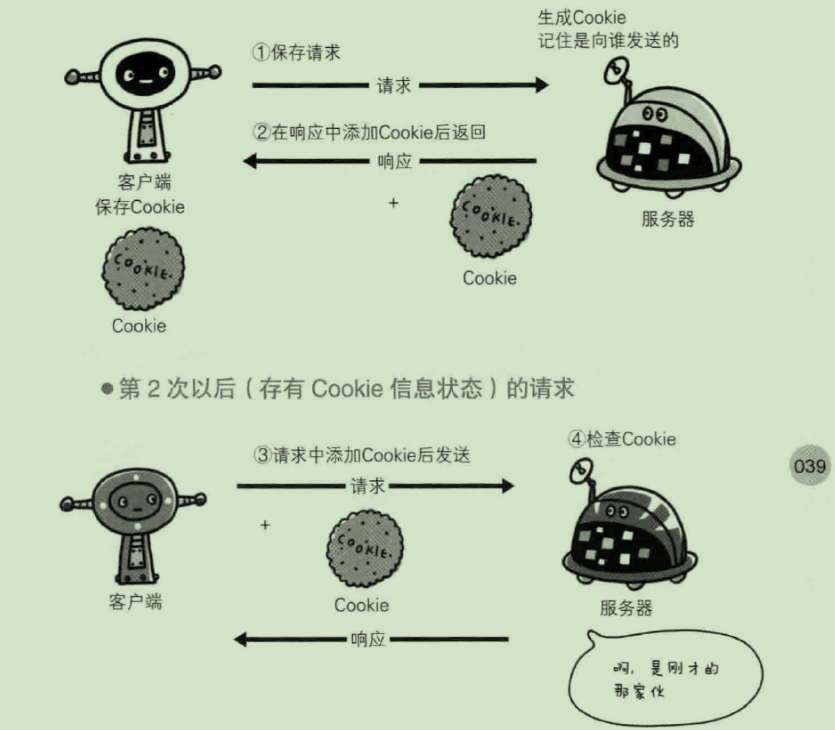 生成Cookie
记住是向谁发送的
①保存请求
请求
②在响应中添加Cookie后返回
响应
客户端
保存Cookie
+
COOKIE.
服务器
Cookie
COOKIE.
Cookie
●第 2 次以后（存有 Cookie 信息状态）的请求
④检查Cookie
③请求中添加Cookie后发送
039
请求
+
COOKIE.
客户端
Cookie
服务器
响应
啊，是刚才的
那家伙